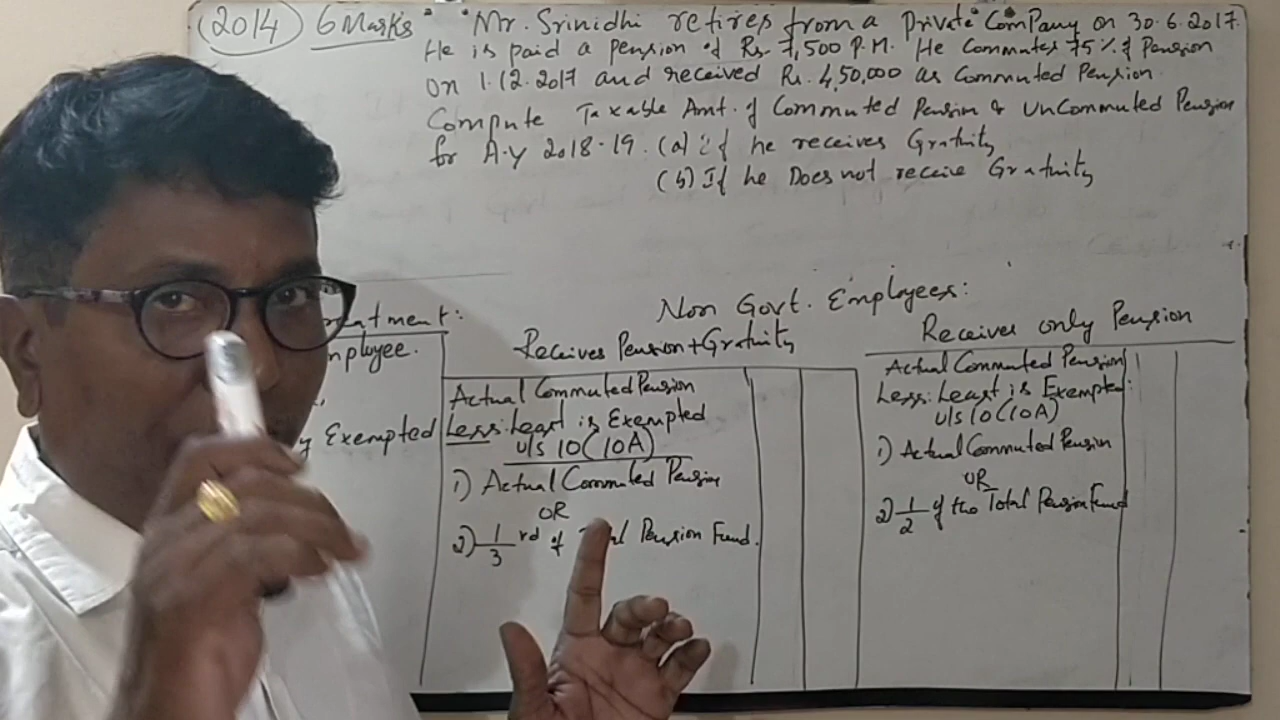 (2014) 6 Marks "Mr. Srinidhi retires from a Private Company on 30.6.2017.
He is paid a pension of Rs. 7,500 P.M. He Commutes 75% of Pension
on 1.12.2017 and received Rs. 4,50,000 as Commuted Pension.
Compute Taxable Amt. of Commuted Pension & UnCommuted Pension
for A.Y 2018-19. (a) if he receives Gratuity
(b) If he Does not receive Gratuity
Non Govt. Employees:
Receives Pension+Gratuity
Actual Commuted Pension
Less: Least is Exempted
u/s 10(10A)
1) Actual Commuted Pension
OR
2) 1/3 rd of Pension Fund.
Receives only Pension
Actual Commuted Pension
Less: Least is Exempted:
u/s 10(10A)
1) Actual Commuted Pension
OR
2) 1/2 of the Total Pension Fund
Exempted